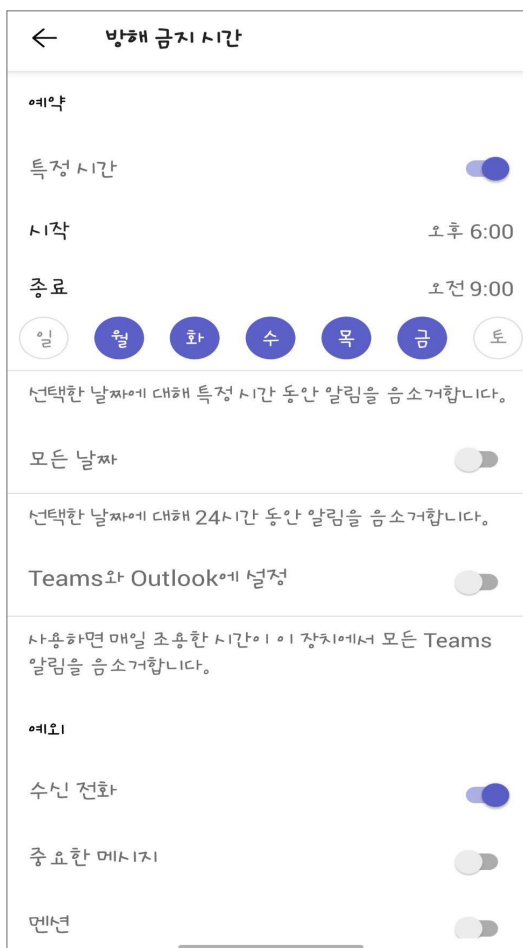 방해 금지 시간
예약
특정 시간
시작 오후 6:00
종료 오전 9:00
일 월 화 수 목 금 토
선택한 날짜에 대해 특정 시간 동안 알림을 음소거합니다.
모든 날짜
선택한 날짜에 대해 24시간 동안 알림을 음소거합니다.
Teams와 Outlook에 설정
사용하면 매일 조용한 시간이 이 장치에서 모든 Teams
알림을 음소거합니다.
예외
수신 전화
중요한 메시지
멘션